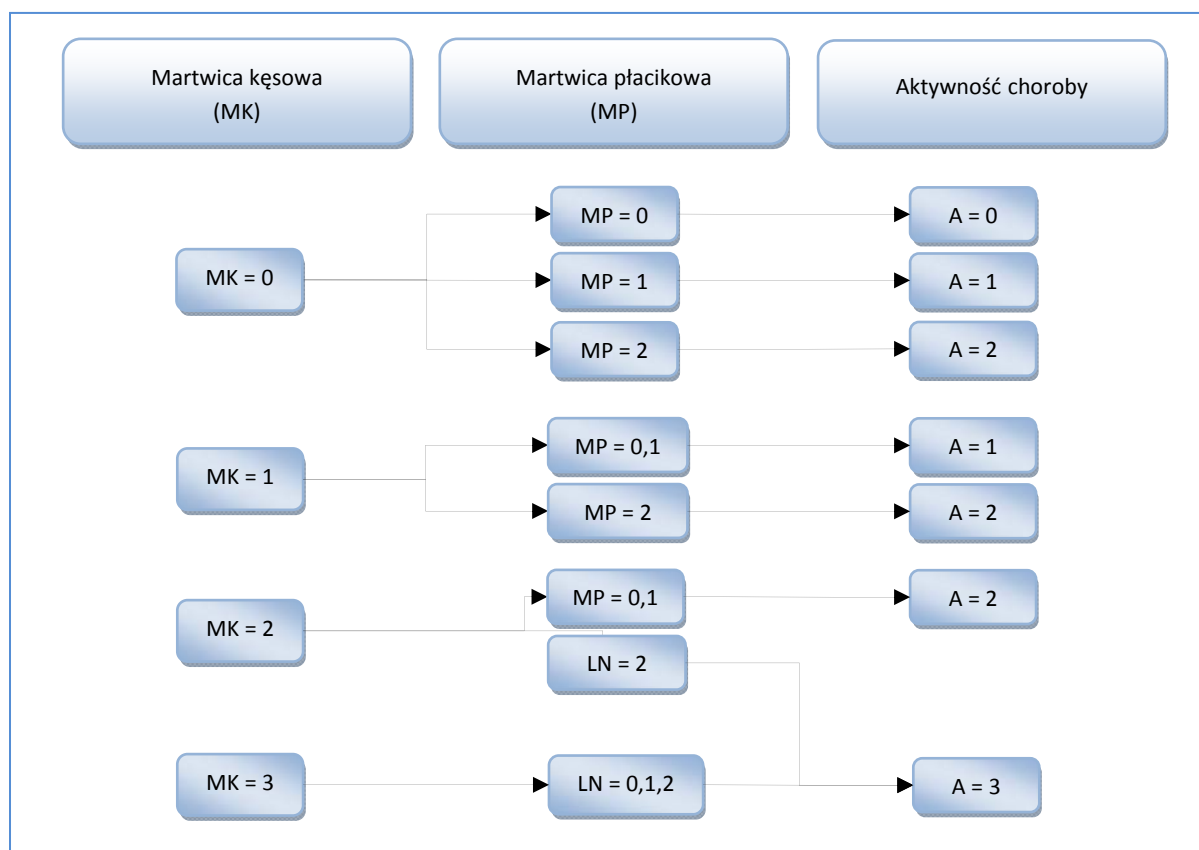 Martwica kęsowa
(MK)
Martwica płacikowa
(MP)
Aktywność choroby
MP = 0
A = 0
MK = 0
MP = 1
A = 1
MP = 2
A = 2
MP = 0,1
A = 1
MK = 1
MP = 2
A = 2
MP = 0,1
A = 2
MK = 2
LN = 2
MK = 3
LN = 0,1,2
A = 3